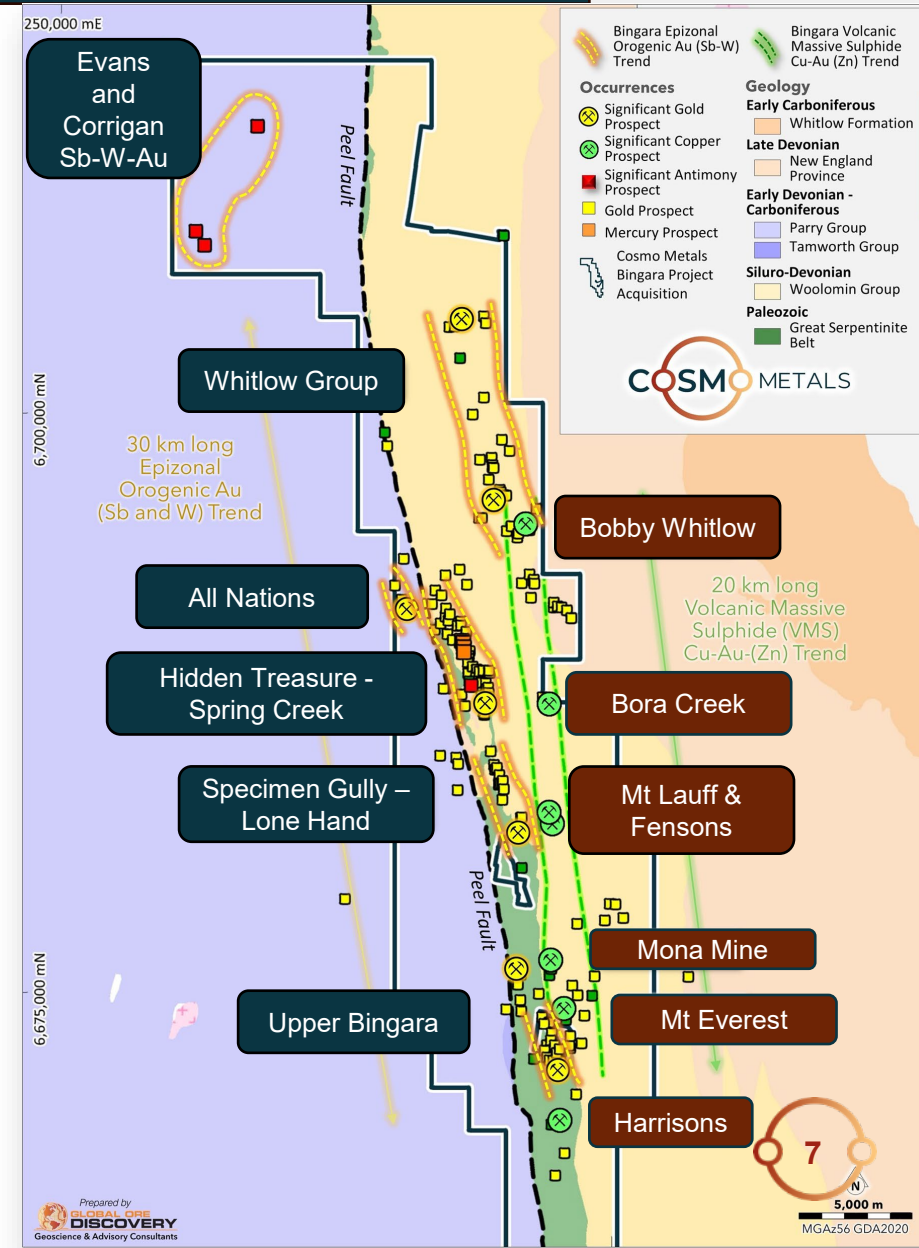 250,000 mE
Evans
and
Corrigan
Sb-W-Au
Peel Fault
Bingara Epizonal
Orogenic Au (Sb-W)
Trend
Bingara Volcanic
Massive Sulphide
Cu-Au (Zn) Trend
Occurrences
Significant Gold
Prospect
Significant Copper
Prospect
Significant Antimony
Prospect
Gold Prospect
Mercury Prospect
Cosmo Metals
Bingara Project
Acquisition
Geology
Early Carboniferous
Whitlow Formation
Late Devonian
New England
Province
Early Devonian -
Carboniferous
Parry Group
Tamworth Group
Siluro-Devonian
Woolomin Group
Paleozoic
Great Serpentinite
Belt
COSMO METALS
Whitlow Group
6,700,000 mN
30 km long
Epizonal
Orogenic Au
(Sb and W) Trend
Bobby Whitlow
All Nations
20 km long
Volcanic Massive
Sulphide (VMS)
Cu-Au-(Zn) Trend
Hidden Treasure -
Spring Creek
Bora Creek
Specimen Gully –
Lone Hand
Mt Lauff &
Fensons
Peel Fault
Mona Mine
6,675,000 mN
Upper Bingara
Mt Everest
Harrisons
7
N
5,000 m
MGAz56 GDA2020
Prepared by
GLOBAL ORE
DISCOVERY
Geoscience & Advisory Consultants